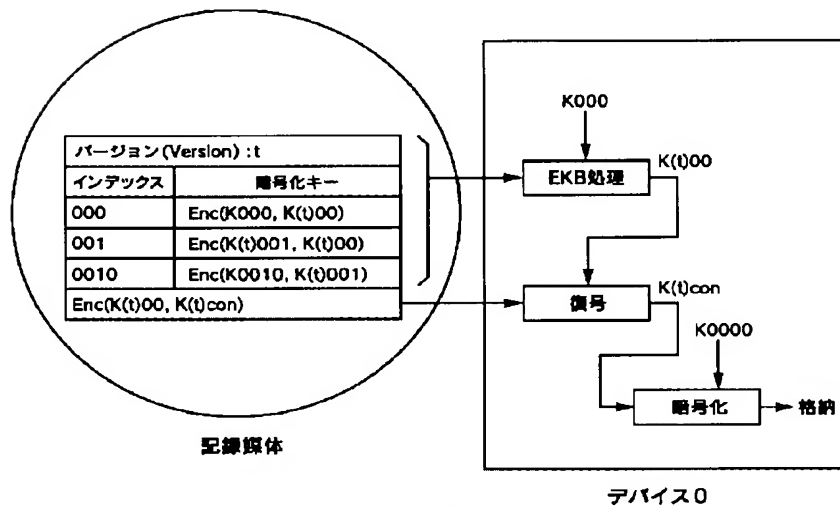 バージョン(Version) :t
インデックス 暗号化キー
000 Enc(K000, K(t)00)
001 Enc(K(t)001, K(t)00)
0010 Enc(K0010, K(t)001)
Enc(K(t)00, K(t)con)
記録媒体
K000
EKB処理
K(t)00
復号
K(t)con
K0000
暗号化
格納
デバイス0